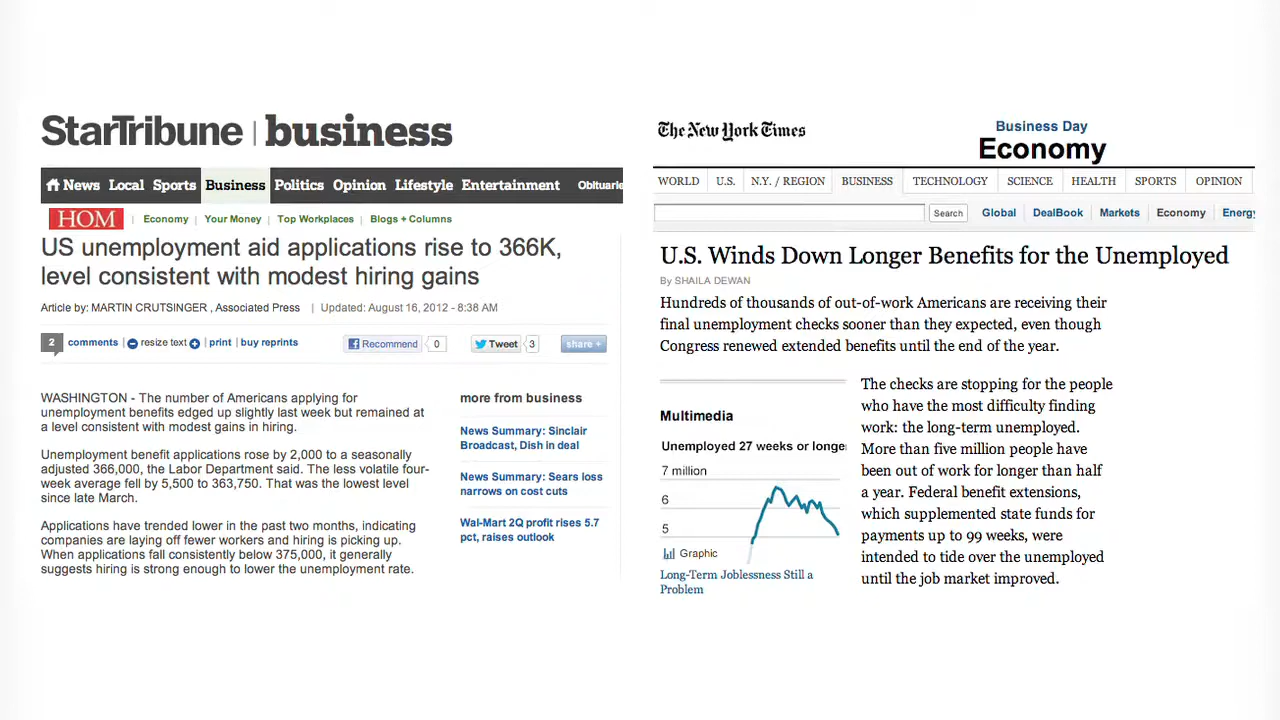 StarTribune | business
News Local Sports Business Politics Opinion Lifestyle Entertainment Obituarie
HOM | Economy | Your Money | Top Workplaces | Blogs + Columns
US unemployment aid applications rise to 366K,
level consistent with modest hiring gains
Article by: MARTIN CRUTSINGER , Associated Press | Updated: August 16, 2012 - 8:38 AM
2 comments | resize text | print | buy reprints
Recommend 0
Tweet 3
share +
WASHINGTON - The number of Americans applying for
unemployment benefits edged up slightly last week but remained at
a level consistent with modest gains in hiring.
Unemployment benefit applications rose by 2,000 to a seasonally
adjusted 366,000, the Labor Department said. The less volatile four-
week average fell by 5,500 to 363,750. That was the lowest level
since late March.
Applications have trended lower in the past two months, indicating
companies are laying off fewer workers and hiring is picking up.
When applications fall consistently below 375,000, it generally
suggests hiring is strong enough to lower the unemployment rate.
more from business
News Summary: Sinclair
Broadcast, Dish in deal
News Summary: Sears loss
narrows on cost cuts
Wal-Mart 2Q profit rises 5.7
pct, raises outlook
The New York Times
Business Day
Economy
WORLD U.S. N.Y. / REGION BUSINESS TECHNOLOGY SCIENCE HEALTH SPORTS OPINION
Search Global DealBook Markets Economy Energy
U.S. Winds Down Longer Benefits for the Unemployed
By SHAILA DEWAN
Hundreds of thousands of out-of-work Americans are receiving their
final unemployment checks sooner than they expected, even though
Congress renewed extended benefits until the end of the year.
Multimedia
Unemployed 27 weeks or longe
7 million
6
5
Graphic
Long-Term Joblessness Still a
Problem
The checks are stopping for the people
who have the most difficulty finding
work: the long-term unemployed.
More than five million people have
been out of work for longer than half
a year. Federal benefit extensions,
which supplemented state funds for
payments up to 99 weeks, were
intended to tide over the unemployed
until the job market improved.